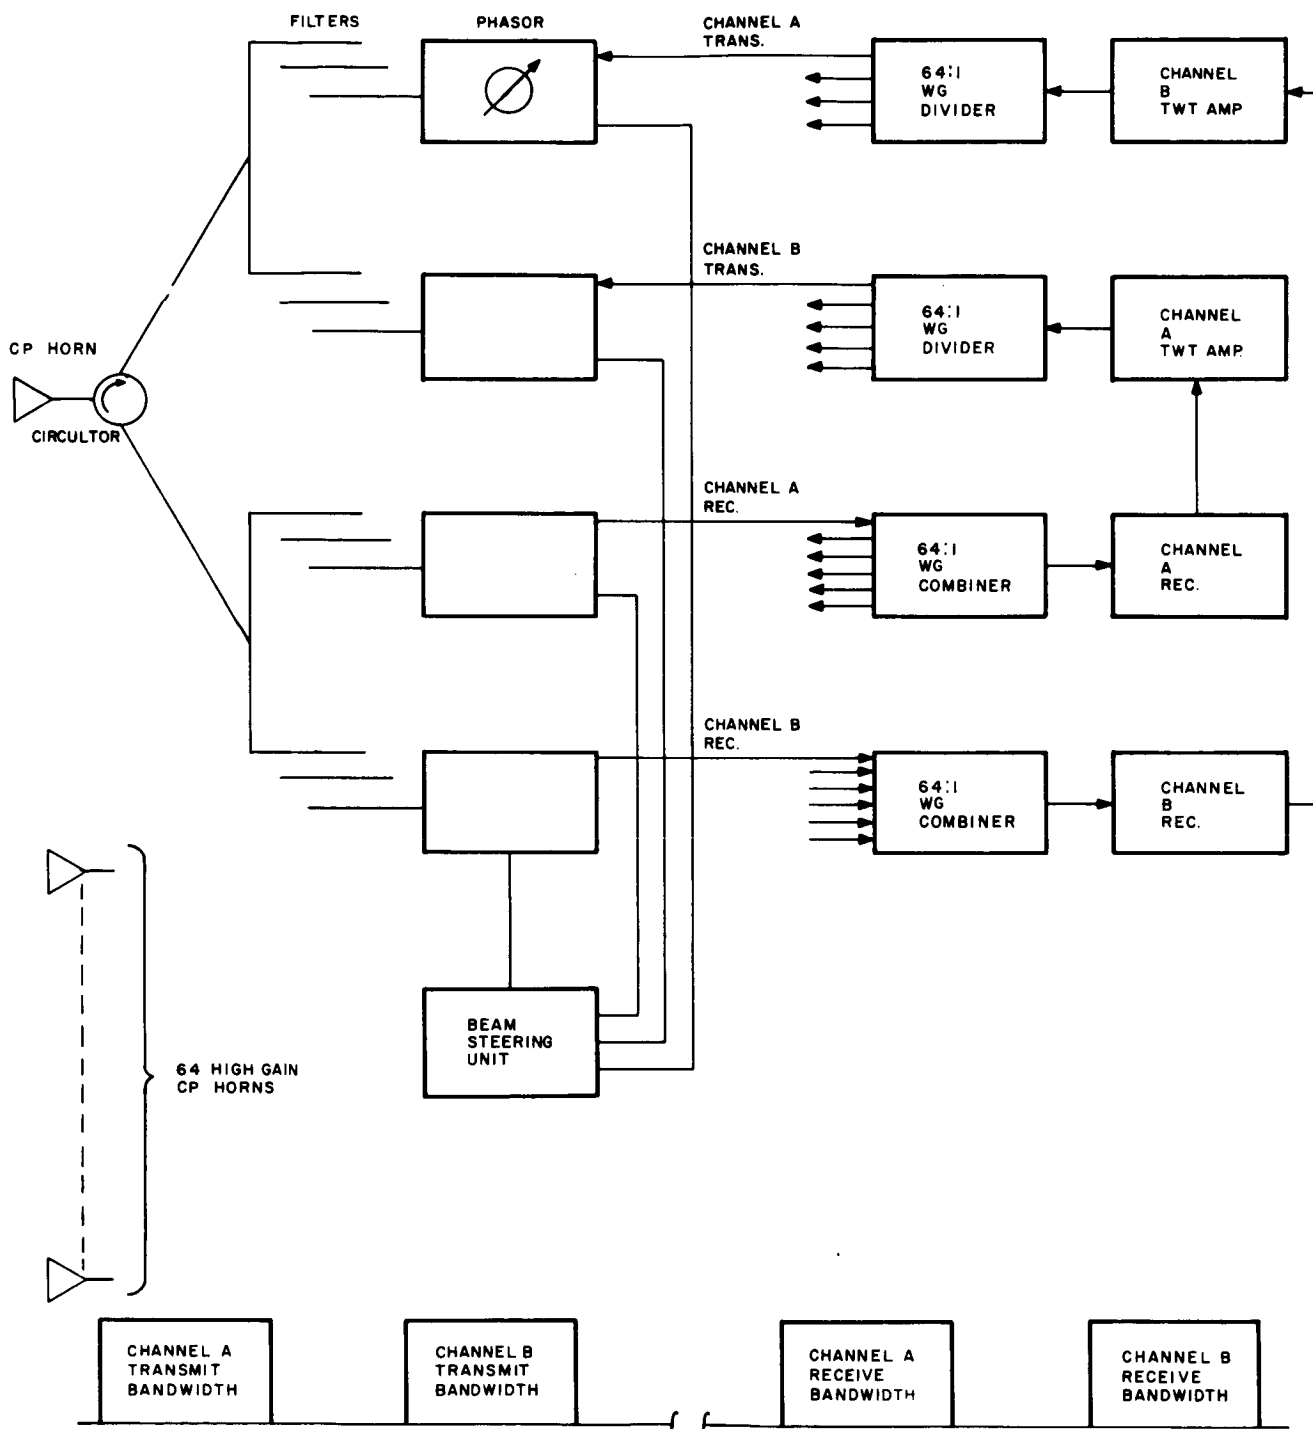 FILTERS
PHASOR
CHANNEL A
TRANS.
64:1
WG
DIVIDER
CHANNEL
B
TWT AMP
CHANNEL B
TRANS.
64:1
WG
DIVIDER
CHANNEL
A
TWT AMP.
CP HORN
CIRCULTOR
CHANNEL A
REC.
64:1
WG
COMBINER
CHANNEL
A
REC.
CHANNEL B
REC.
64:1
WG
COMBINER
CHANNEL
B
REC.
BEAM
STEERING
UNIT
64 HIGH GAIN
CP HORNS
CHANNEL A
TRANSMIT
BANDWIDTH
CHANNEL B
TRANSMIT
BANDWIDTH
CHANNEL A
RECEIVE
BANDWIDTH
CHANNEL B
RECEIVE
BANDWIDTH